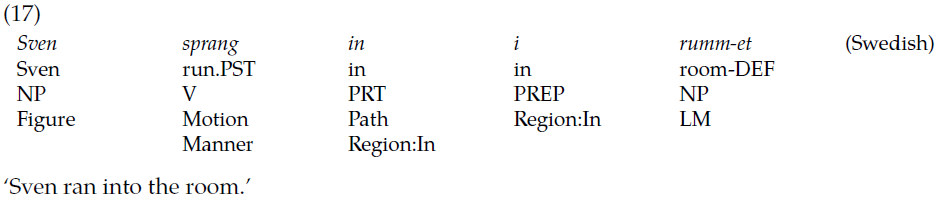 (17)
Sven sprang in i rumm-et (Swedish)
Sven run.PST in in room-DEF
NP V PRT PREP NP
Figure Motion Path Region:In LM
Manner Region:In
‘Sven ran into the room.’